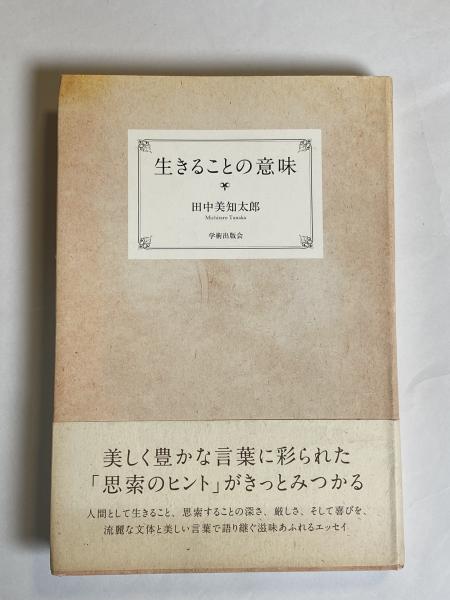 生きることの意味
田中美知太郎
Michitaro Tanaka
学術出版会
美しく豊かな言葉に彩られた
「思索のヒント」がきっとみつかる
人間として生きること、思索することの深さ、厳しさ、そして喜びを、
流麗な文体と美しい言葉で語り継ぐ滋味あふれるエッセイ